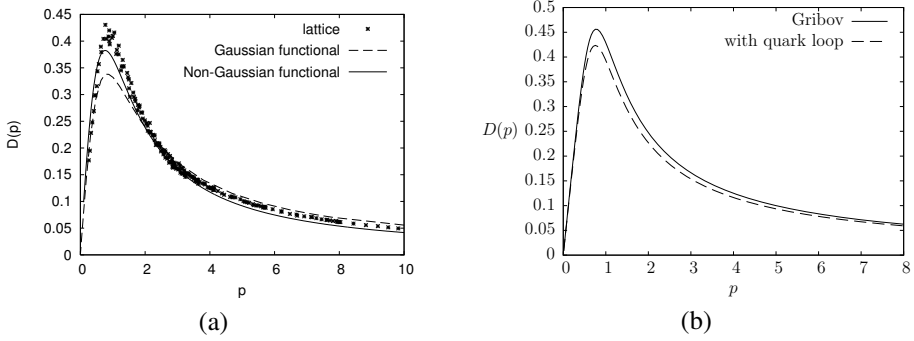 0.45
0.4
0.35
0.3
0.25
0.2
0.15
0.1
0.05
0
D(p)
lattice
Gaussian functional
Non-Gaussian functional
0 2 4 6 8 10
p
(a)
0.5
0.45
0.4
0.35
0.3
0.25
0.2
0.15
0.1
0.05
0
D(p)
Gribov
with quark loop
0 1 2 3 4 5 6 7 8
p
(b)